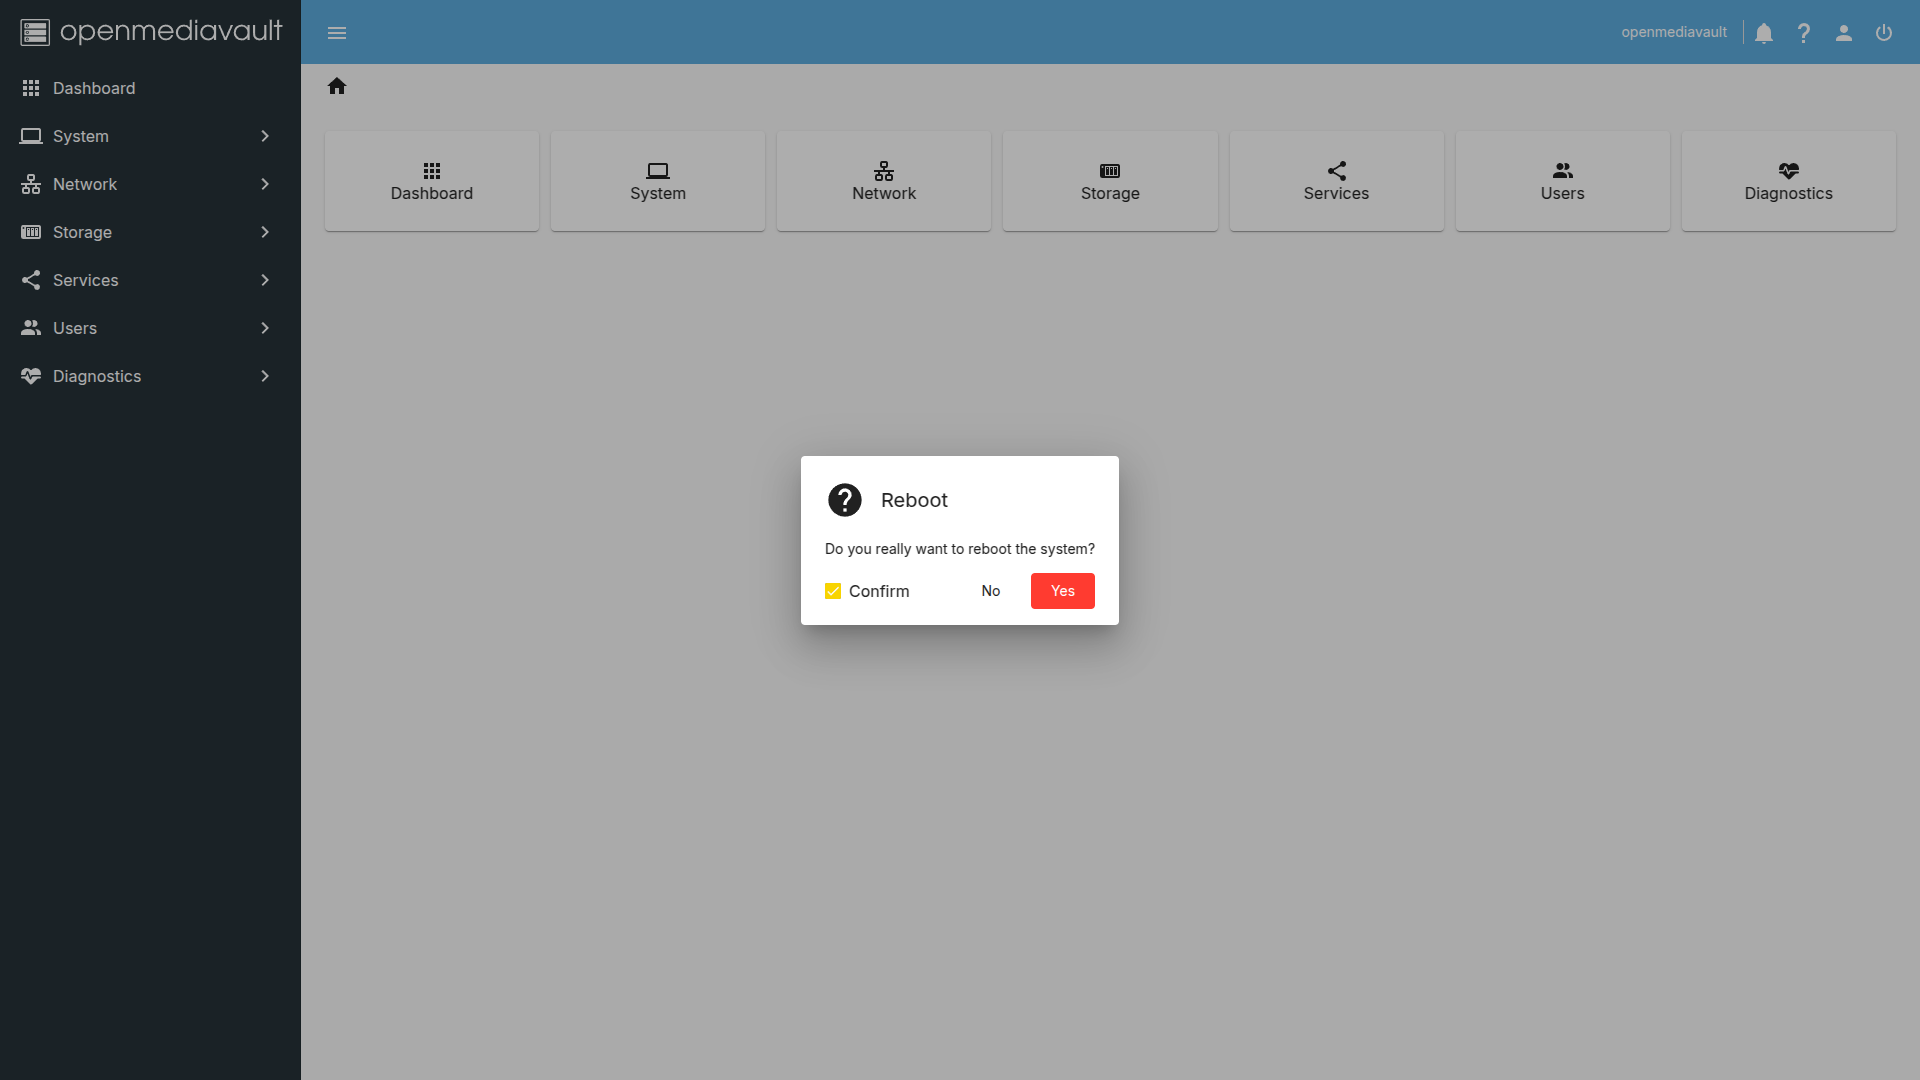 openmediavault
openmediavault
Dashboard
System
Network
Storage
Services
Users
Diagnostics
Dashboard
System
Network
Storage
Services
Users
Diagnostics
Reboot
Do you really want to reboot the system?
Confirm
No
Yes